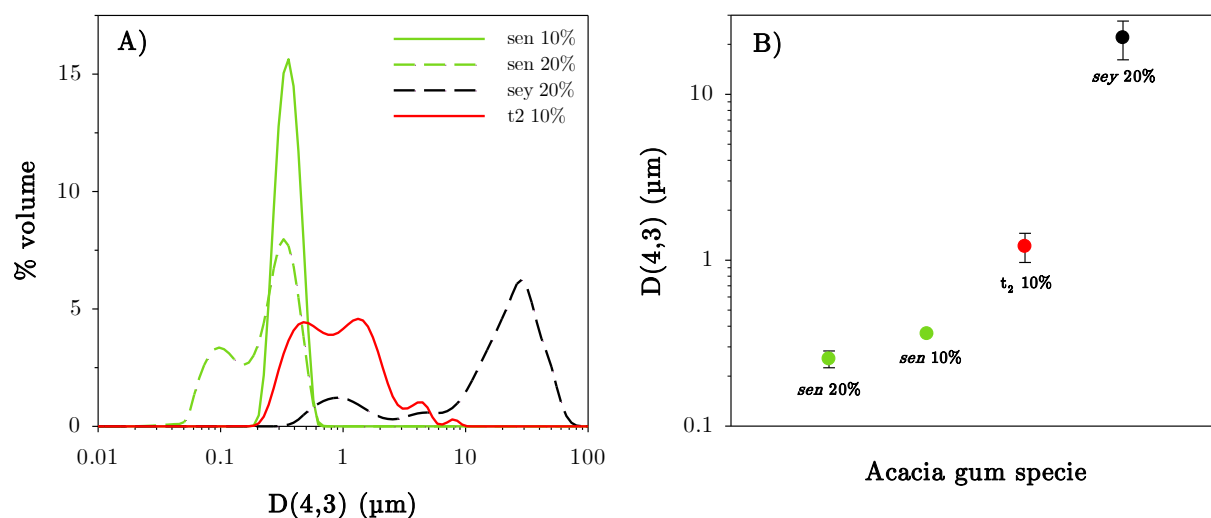 A)
sen 10%
sen 20%
sey 20%
t2 10%
15
10
5
0
% volume
0.01 0.1 1 10 100
D(4,3) (µm)
B)
sey 20%
t₂ 10%
sen 10%
sen 20%
10
1
0.1
D(4,3) (µm)
Acacia gum specie